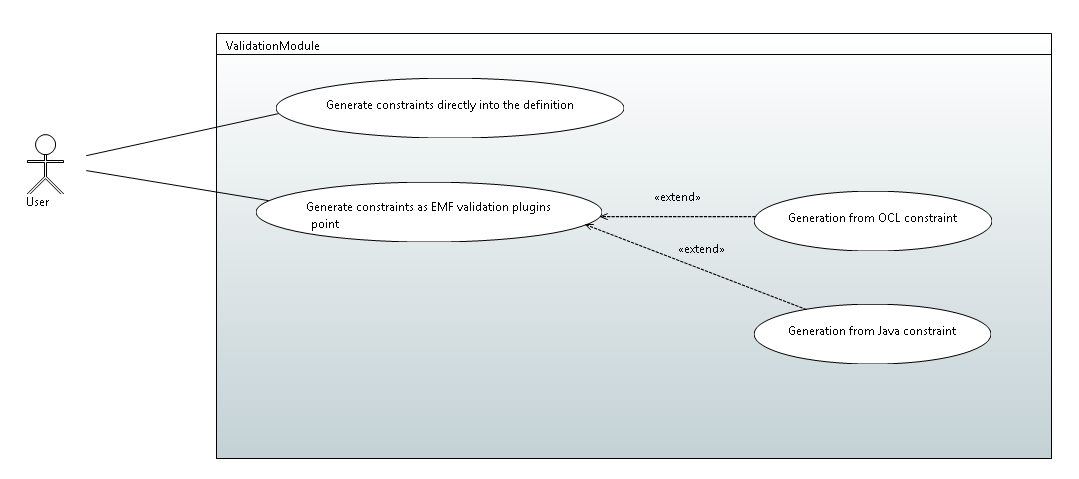 ValidationModule
Generate constraints directly into the definition
User
Generate constraints as EMF validation plugins
point
«extend»
Generation from OCL constraint
«extend»
Generation from Java constraint